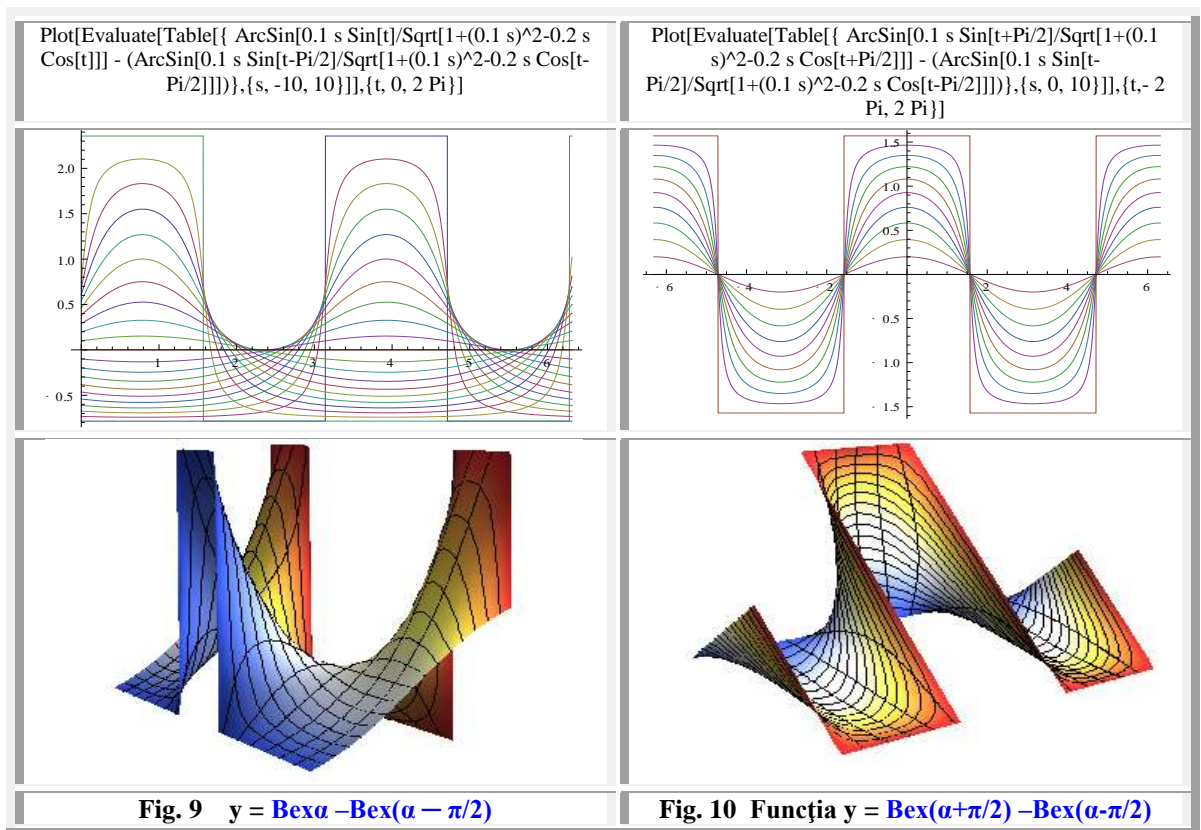 Plot[Evaluate[Table[{ ArcSin[0.1 s Sin[t]/Sqrt[1+(0.1 s)^2-0.2 s
Cos[t]]] - (ArcSin[0.1 s Sin[t-Pi/2]/Sqrt[1+(0.1 s)^2-0.2 s Cos[t-
Pi/2]]])},{s, -10, 10}]],{t, 0, 2 Pi}]
Plot[Evaluate[Table[{ ArcSin[0.1 s Sin[t+Pi/2]/Sqrt[1+(0.1
s)^2-0.2 s Cos[t+Pi/2]]] - (ArcSin[0.1 s Sin[t-
Pi/2]/Sqrt[1+(0.1 s)^2-0.2 s Cos[t-Pi/2]]])},{s, 0, 10}]],{t,- 2
Pi, 2 Pi}]
2.0
1.5
1.0
0.5
1 2 3 4 5 6
· 0.5
1.5
1.0
0.5
· 6 · 4 · 2 2 4 6
· 0.5
· 1.0
· 1.5
Fig. 9 y = Bexα –Bex(α — π/2)
Fig. 10 Funcţia y = Bex(α+π/2) –Bex(α-π/2)